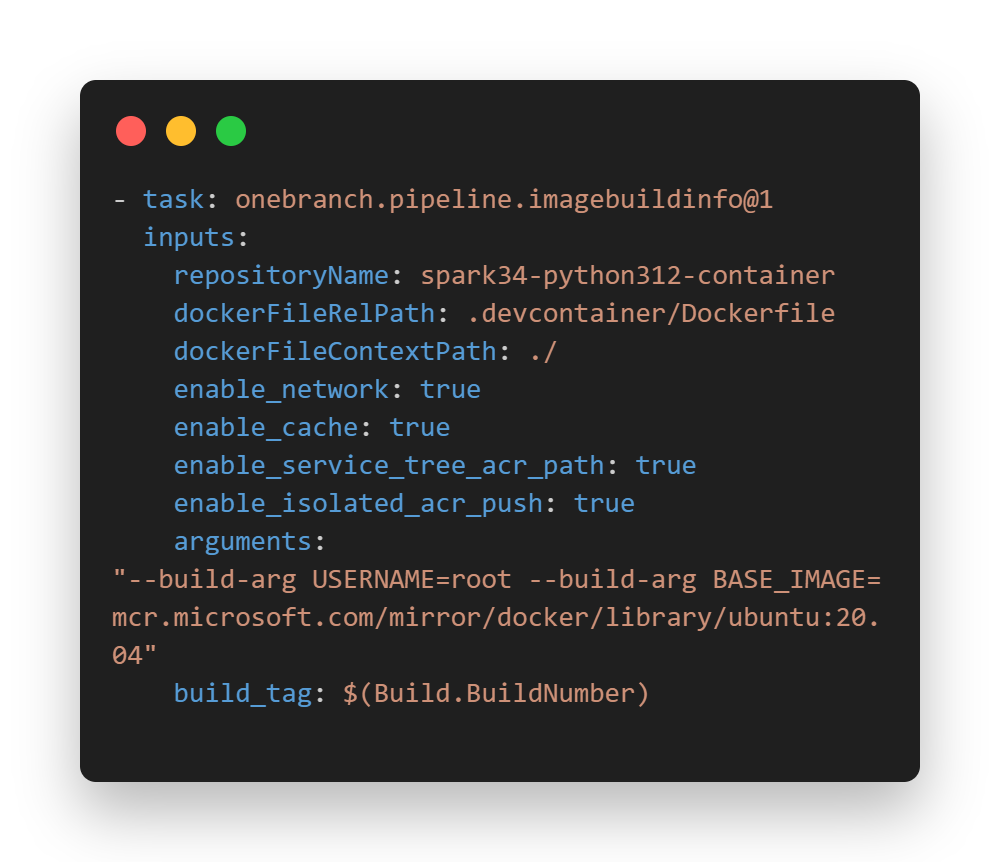 - task: onebranch.pipeline.imagebuildinfo@1
  inputs:
    repositoryName: spark34-python312-container
    dockerFileRelPath: .devcontainer/Dockerfile
    dockerFileContextPath: ./
    enable_network: true
    enable_cache: true
    enable_service_tree_acr_path: true
    enable_isolated_acr_push: true
    arguments:
"--build-arg USERNAME=root --build-arg BASE_IMAGE=
mcr.microsoft.com/mirror/docker/library/ubuntu:20.
04"
    build_tag: $(Build.BuildNumber)